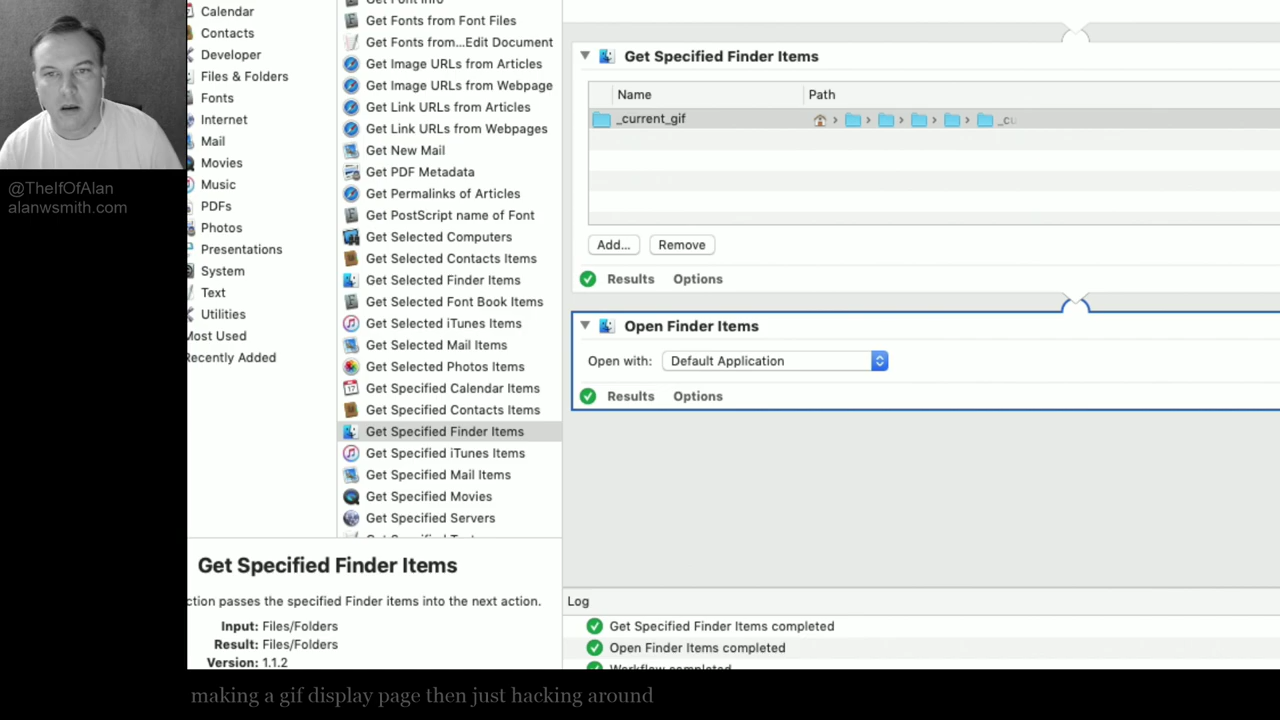 @TheIfOfAlan
alanwsmith.com
Calendar
Contacts
Developer
Files & Folders
Fonts
Internet
Mail
Movies
Music
PDFs
Photos
Presentations
System
Text
Utilities
Most Used
Recently Added
Get Fonts from Font Files
Get Fonts from...Edit Document
Get Image URLs from Articles
Get Image URLs from Webpage
Get Link URLs from Articles
Get Link URLs from Webpages
Get New Mail
Get PDF Metadata
Get Permalinks of Articles
Get PostScript name of Font
Get Selected Computers
Get Selected Contacts Items
Get Selected Finder Items
Get Selected Font Book Items
Get Selected iTunes Items
Get Selected Mail Items
Get Selected Photos Items
Get Specified Calendar Items
Get Specified Contacts Items
Get Specified Finder Items
Get Specified iTunes Items
Get Specified Mail Items
Get Specified Movies
Get Specified Servers
Get Specified Finder Items
ction passes the specified Finder items into the next action.
Input: Files/Folders
Result: Files/Folders
Version: 1.1.2
Get Specified Finder Items
Name Path
_current_gif _cu
Add... Remove
Results Options
Open Finder Items
Open with: Default Application
Results Options
Log
Get Specified Finder Items completed
Open Finder Items completed
Workflow completed
making a gif display page then just hacking around